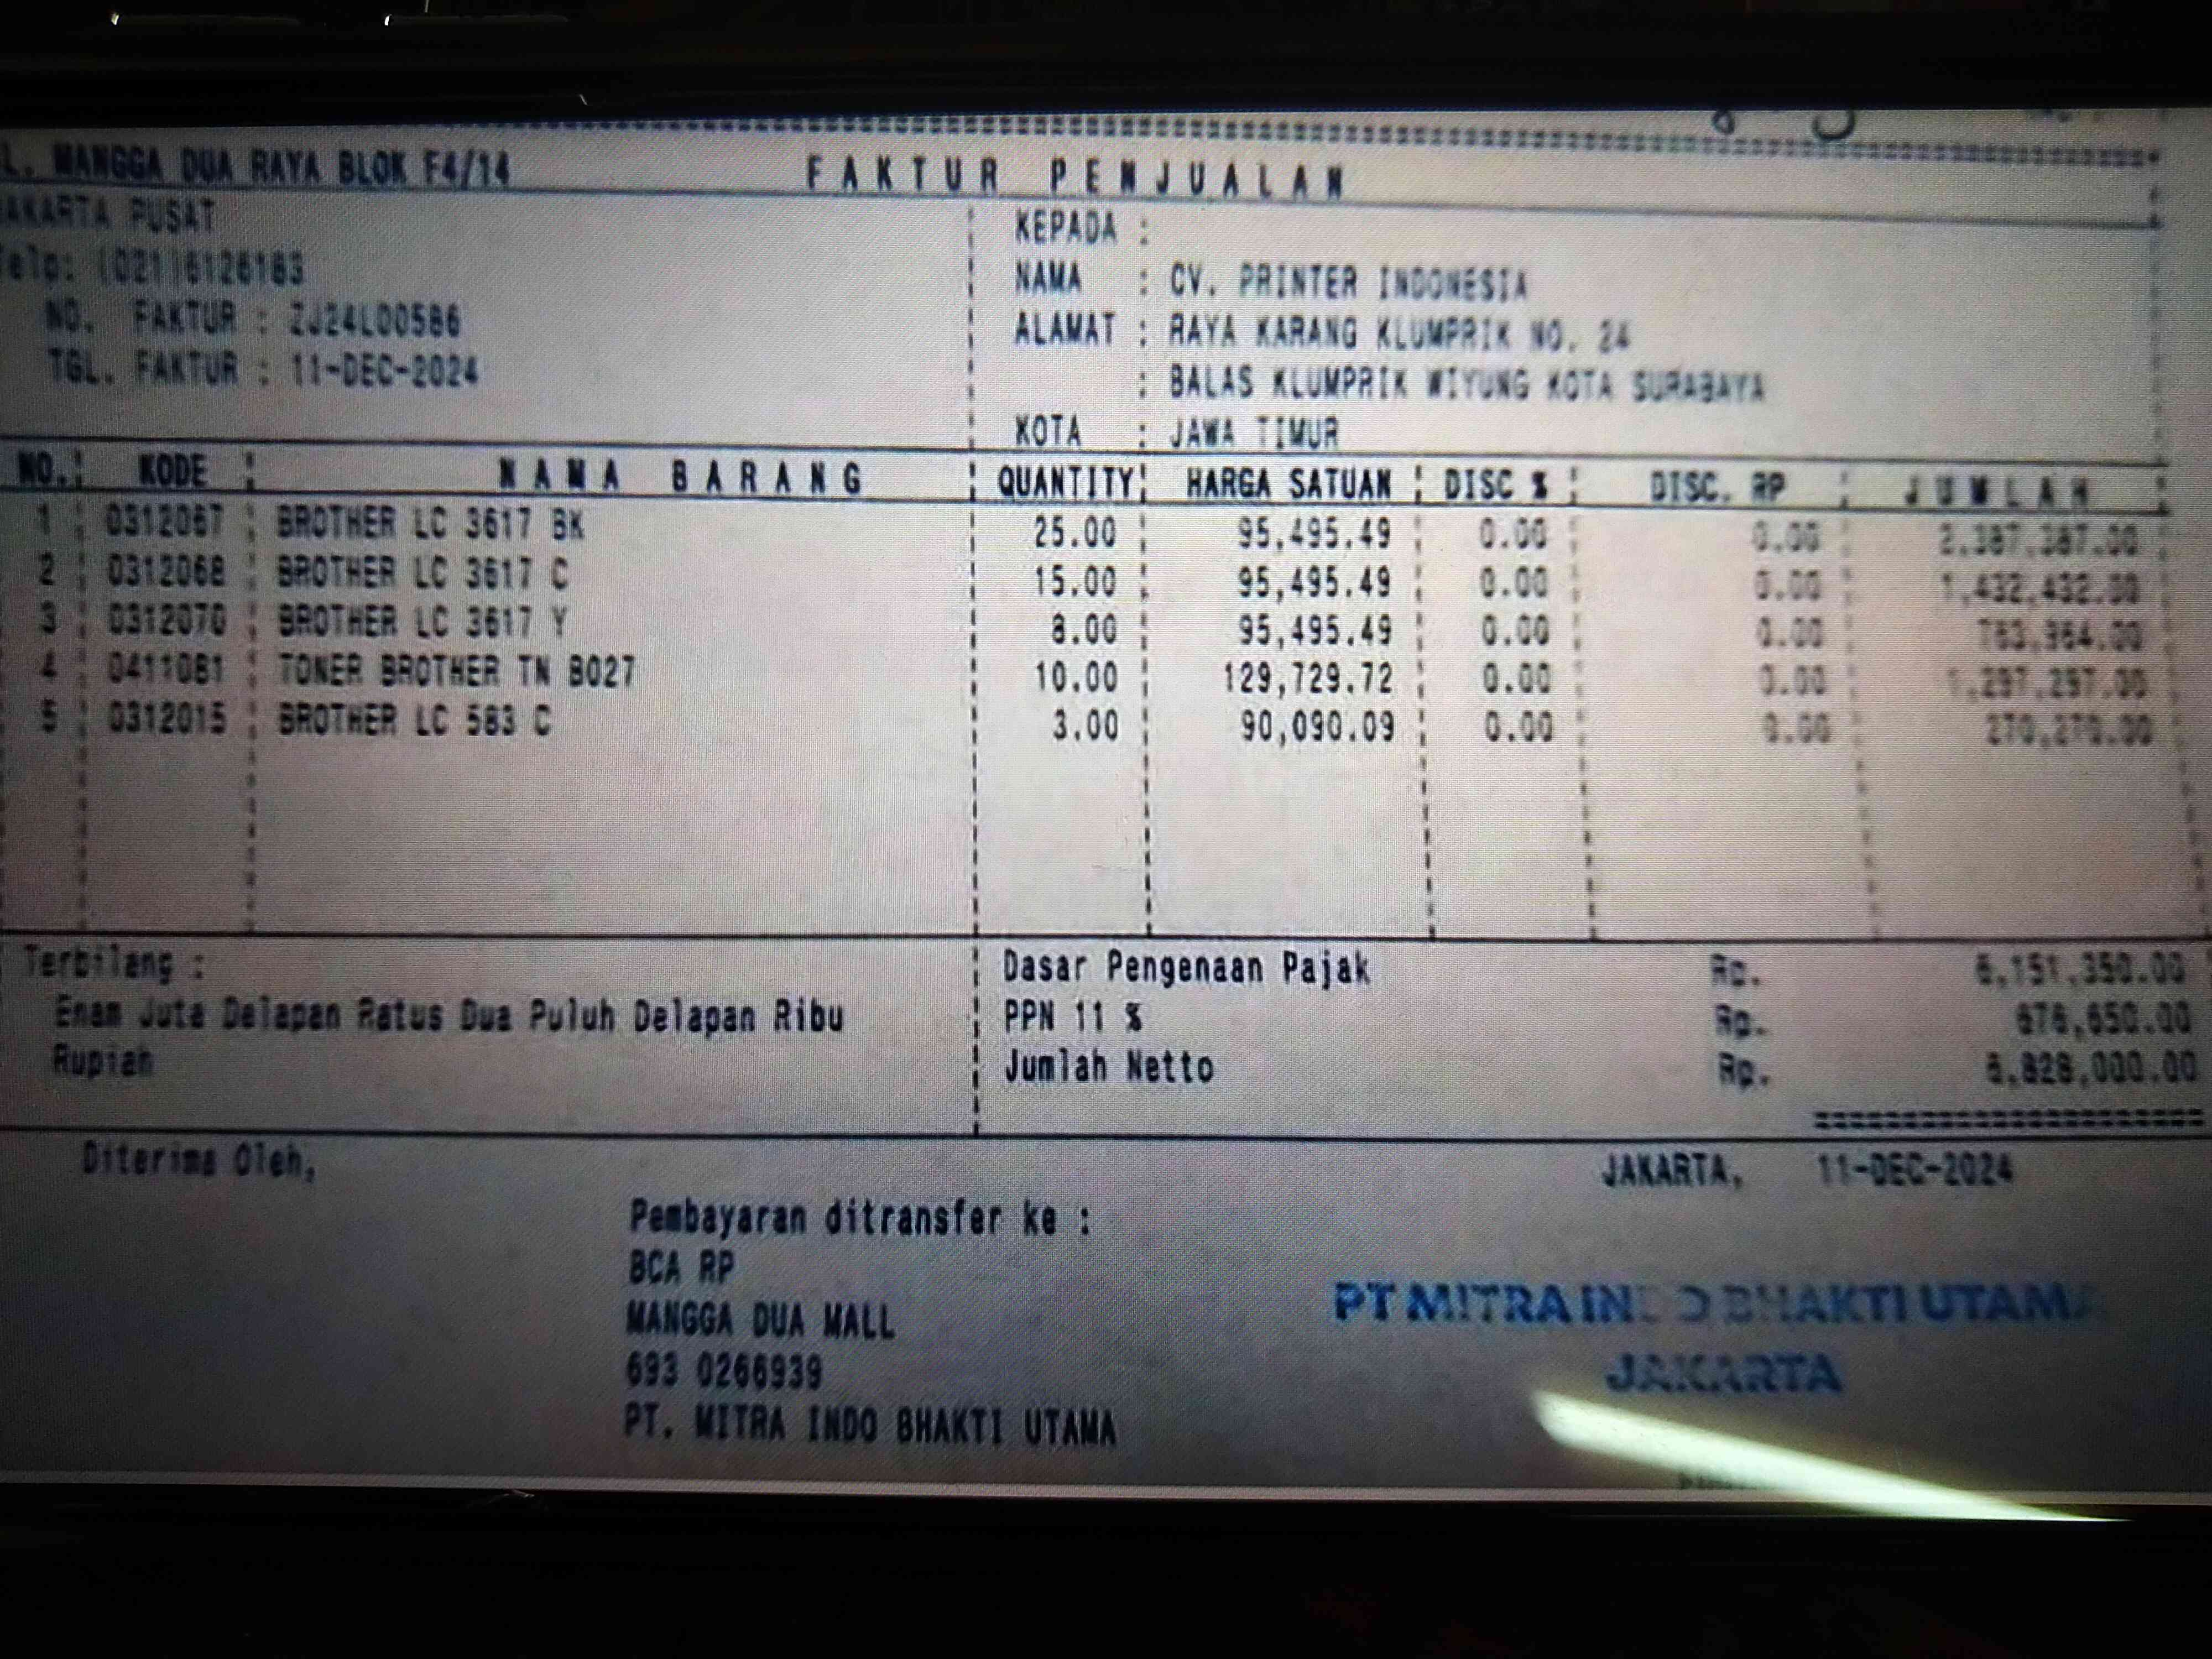 L. MANGGA DUA RAYA BLOK F4/14
FAKTUR PENJUALAN
JAKARTA PUSAT
Telp: (021)6126163
NO. FAKTUR : ZJ24L00586
TGL. FAKTUR : 11-DEC-2024
KEPADA :
NAMA : CV. PRINTER INDONESIA
ALAMAT : RAYA KARANG KLUMPRIK NO. 24
: BALAS KLUMPRIK WIYUNG KOTA SURABAYA
KOTA : JAWA TIMUR
NO. KODE NAMA BARANG QUANTITY HARGA SATUAN DISC % DISC. RP JUMLAH
1 0312067 BROTHER LC 3617 BK 25.00 95,495.49 0.00 0.00 2,387,387.00
2 0312068 BROTHER LC 3617 C 15.00 95,495.49 0.00 0.00 1,432,432.00
3 0312070 BROTHER LC 3617 Y 8.00 95,495.49 0.00 0.00 763,964.00
4 0411081 TONER BROTHER TN B027 10.00 129,729.72 0.00 0.00 1,297,297.00
5 0312015 BROTHER LC 583 C 3.00 90,090.09 0.00 0.00 270,270.00
Terbilang :
Enam Juta Delapan Ratus Dua Puluh Delapan Ribu
Rupiah
Dasar Pengenaan Pajak Rp. 6,151,350.00
PPN 11 % Rp. 676,650.00
Jumlah Netto Rp. 6,828,000.00
Diterima Oleh,
JAKARTA, 11-DEC-2024
Pembayaran ditransfer ke :
BCA RP
MANGGA DUA MALL
693 0266939
PT. MITRA INDO BHAKTI UTAMA
PT MITRA INDO BHAKTI UTAMA
JAKARTA